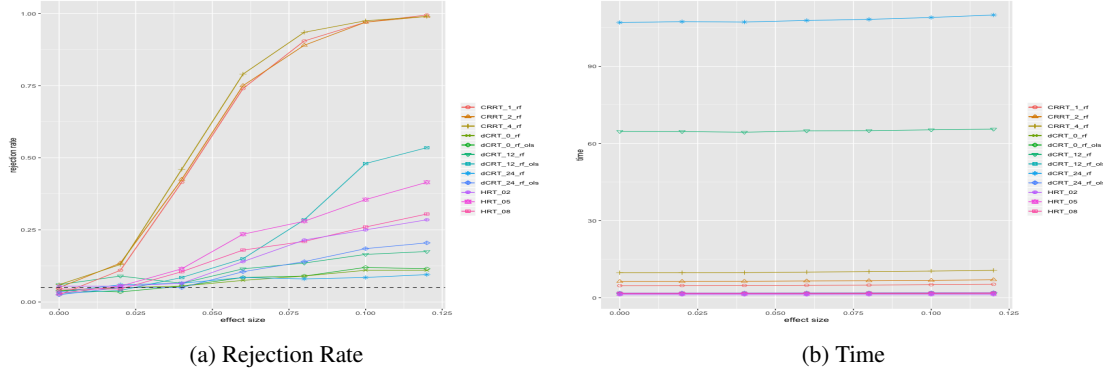 1.00
0.75
0.50
0.25
0.00
rejection rate
0.000
0.025
0.050
0.075
0.100
0.125
effect size
CRRT_1_rf
CRRT_2_rf
CRRT_4_rf
dCRT_0_rf
dCRT_0_rf_ols
dCRT_12_rf
dCRT_12_rf_ols
dCRT_24_rf
dCRT_24_rf_ols
HRT_02
HRT_05
HRT_08
(a) Rejection Rate
90
60
30
0
time
0.000
0.025
0.050
0.075
0.100
0.125
effect size
CRRT_1_rf
CRRT_2_rf
CRRT_4_rf
dCRT_0_rf
dCRT_0_rf_ols
dCRT_12_rf
dCRT_12_rf_ols
dCRT_24_rf
dCRT_24_rf_ols
HRT_02
HRT_05
HRT_08
(b) Time